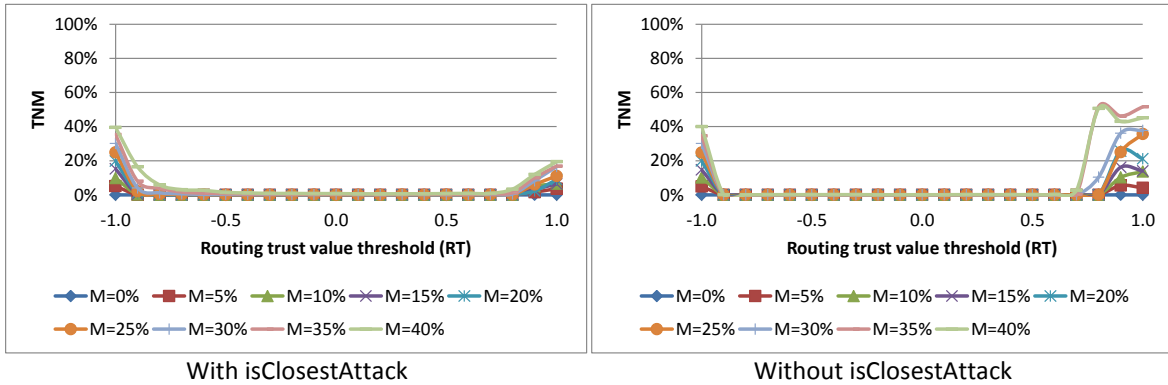 100%
80%
60%
40%
20%
0%
TNM
-1.0 -0.5 0.0 0.5 1.0
Routing trust value threshold (RT)
M=0% M=5% M=10% M=15% M=20%
M=25% M=30% M=35% M=40%
With isClosestAttack
100%
80%
60%
40%
20%
0%
TNM
-1.0 -0.5 0.0 0.5 1.0
Routing trust value threshold (RT)
M=0% M=5% M=10% M=15% M=20%
M=25% M=30% M=35% M=40%
Without isClosestAttack